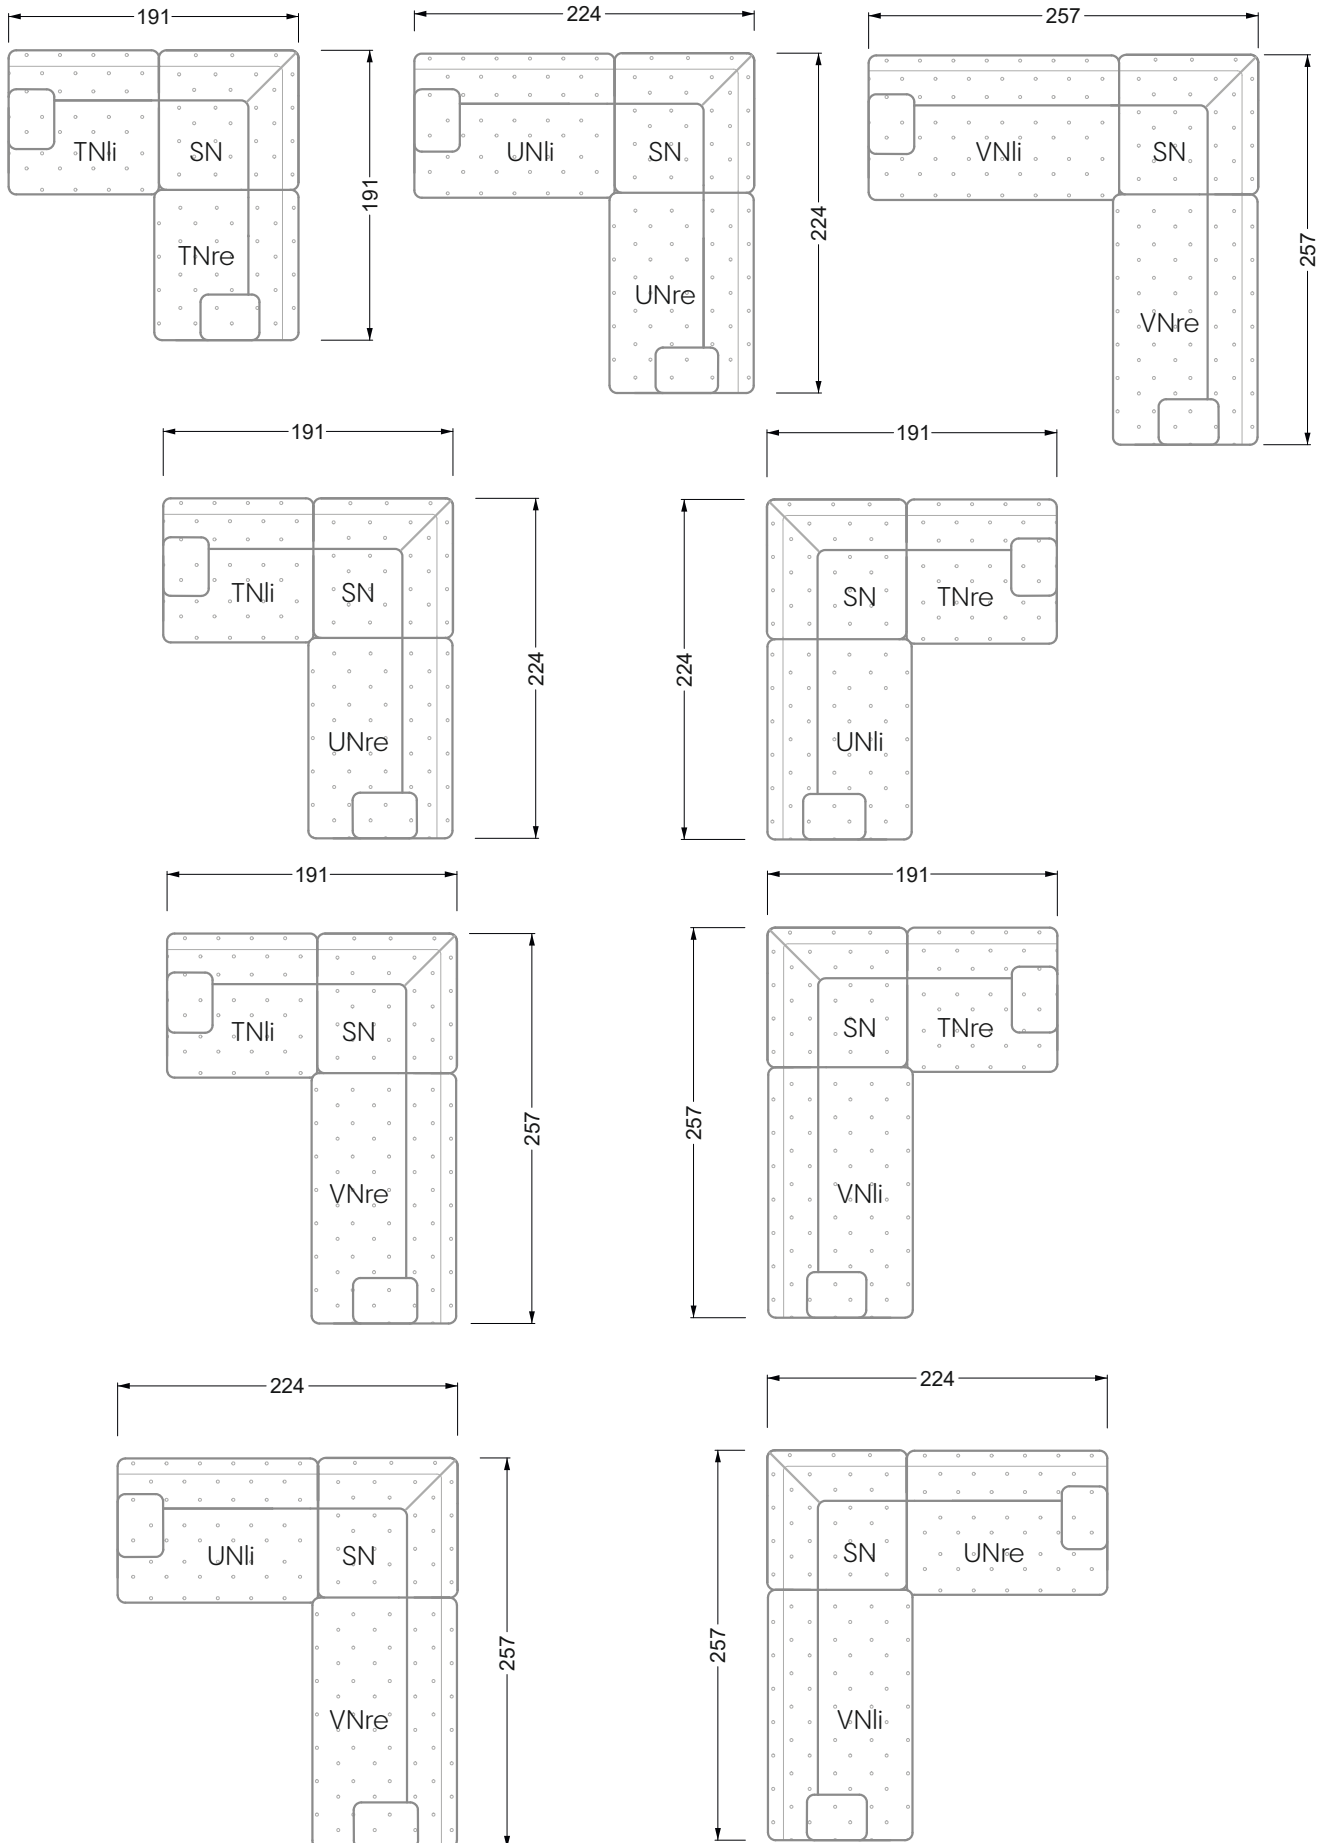 191
224
257
TNli SN
UNli SN
VNli SN
191
224
257
TNre
UNre
VNre
191
191
TNli SN
SN TNre
224
224
UNre
UNli
191
191
TNli SN
SN TNre
257
257
VNre
VNli
224
224
UNli SN
SN UNre
257
257
VNre
VNli